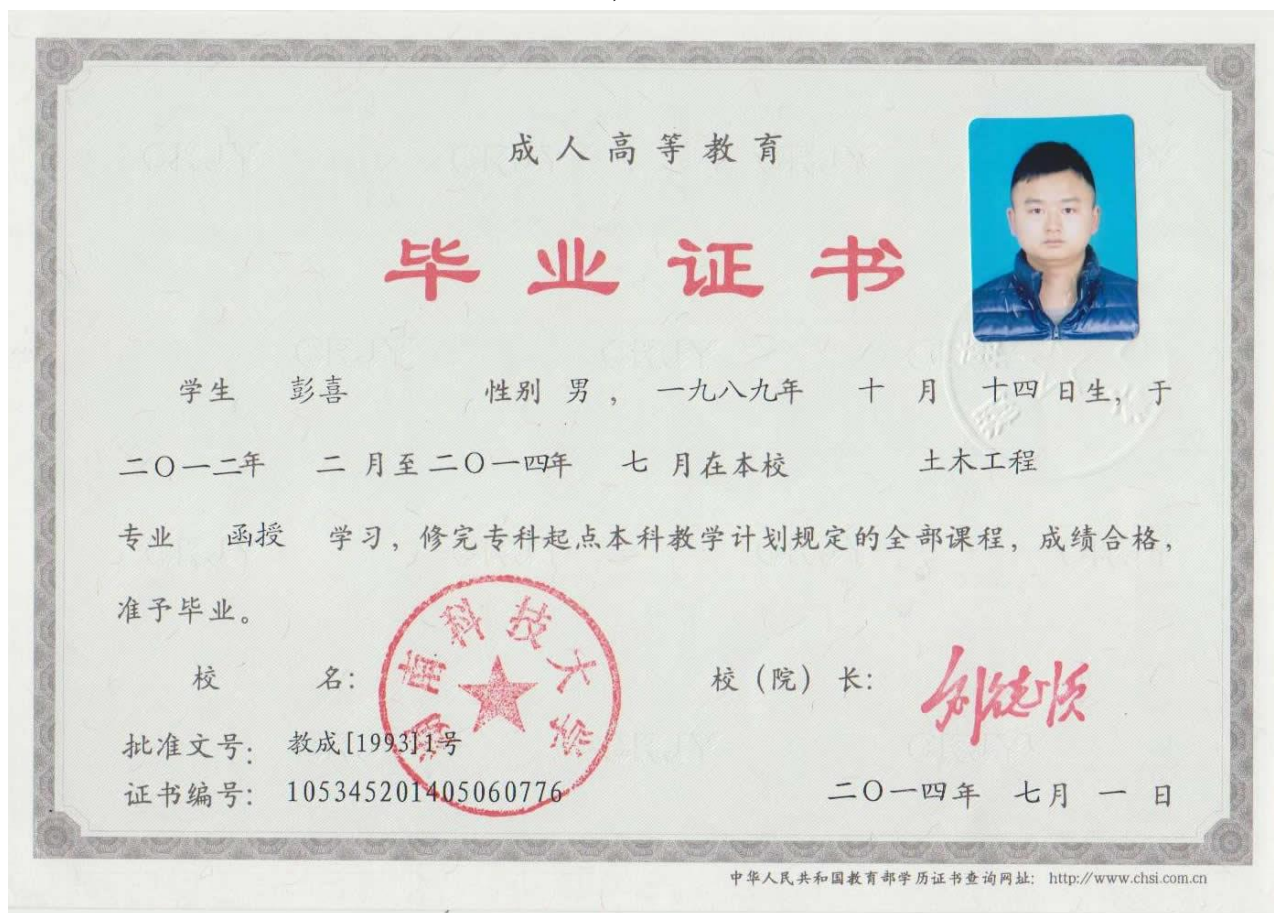 成人高等教育
毕业证书
学生 彭喜 性别 男 ， 一九八九年 十 月 十四 日生，于
二〇一二年 二 月至 二〇一四年 七 月在本校 土木工程
专业 函授 学习，修完专科起点本科教学计划规定的全部课程，成绩合格，
准予毕业。
校 名： 校（院）长：
湖南科技大学
批准文号： 教成[1993]1号
证书编号： 105345201405060776 二〇一四年 七月 一 日
中华人民共和国教育部学历证书查询网址： http://www.chsi.com.cn